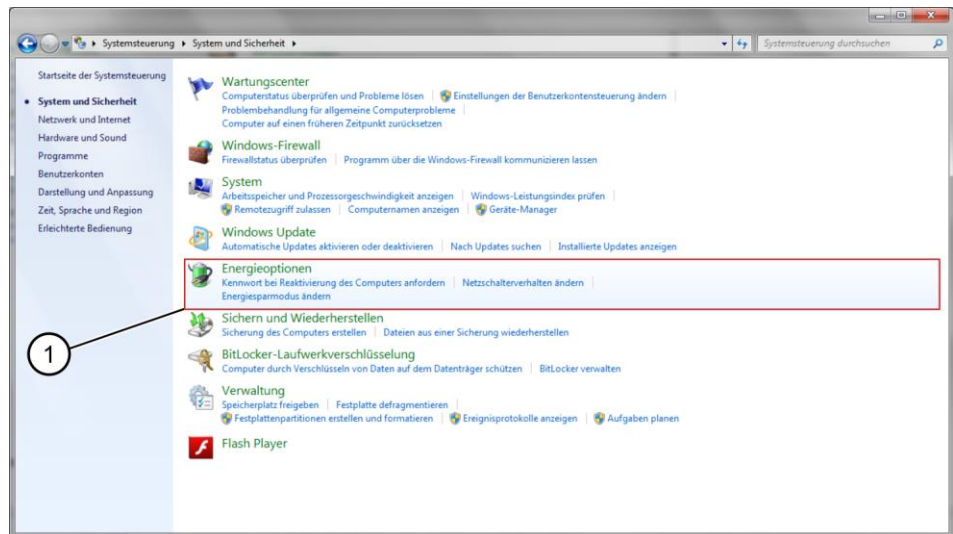 Systemsteuerung ▸ System und Sicherheit ▸
Systemsteuerung durchsuchen
Startseite der Systemsteuerung
System und Sicherheit
Netzwerk und Internet
Hardware und Sound
Programme
Benutzerkonten
Darstellung und Anpassung
Zeit, Sprache und Region
Erleichterte Bedienung
Wartungscenter
Computerstatus überprüfen und Probleme lösen | Einstellungen der Benutzerkontensteuerung ändern
Problembehandlung für allgemeine Computerprobleme
Computer auf einen früheren Zeitpunkt zurücksetzen
Windows-Firewall
Firewallstatus überprüfen | Programm über die Windows-Firewall kommunizieren lassen
System
Arbeitsspeicher und Prozessorgeschwindigkeit anzeigen | Windows-Leistungsindex prüfen
Remotezugriff zulassen | Computernamen anzeigen | Geräte-Manager
Windows Update
Automatische Updates aktivieren oder deaktivieren | Nach Updates suchen | Installierte Updates anzeigen
Energieoptionen
Kennwort bei Reaktivierung des Computers anfordern | Netzschalterverhalten ändern
Energiesparmodus ändern
Sichern und Wiederherstellen
Sicherung des Computers erstellen | Dateien aus einer Sicherung wiederherstellen
BitLocker-Laufwerkverschlüsselung
Computer durch Verschlüsseln von Daten auf dem Datenträger schützen | BitLocker verwalten
Verwaltung
Speicherplatz freigeben | Festplatte defragmentieren
Festplattenpartitionen erstellen und formatieren | Ereignisprotokolle anzeigen | Aufgaben planen
Flash Player
1